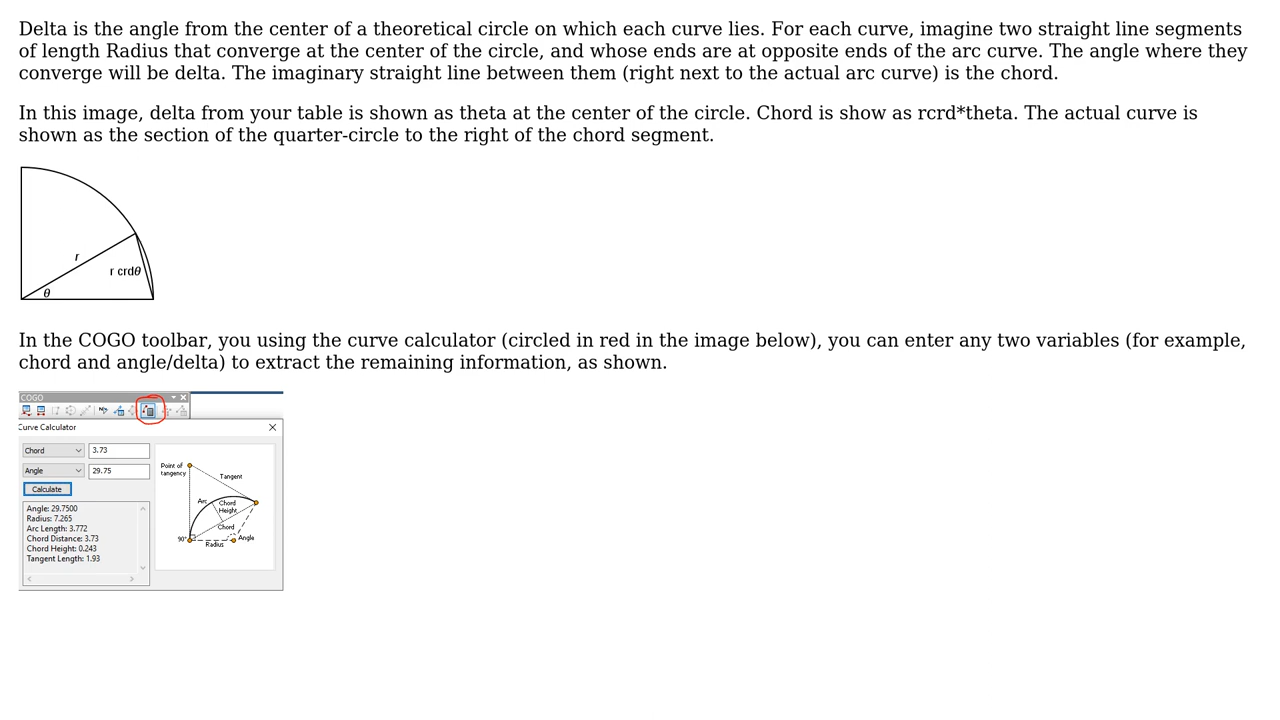 Delta is the angle from the center of a theoretical circle on which each curve lies. For each curve, imagine two straight line segments
of length Radius that converge at the center of the circle, and whose ends are at opposite ends of the arc curve. The angle where they
converge will be delta. The imaginary straight line between them (right next to the actual arc curve) is the chord.
In this image, delta from your table is shown as theta at the center of the circle. Chord is show as rcrd*theta. The actual curve is
shown as the section of the quarter-circle to the right of the chord segment.
r
r crdθ
θ
In the COGO toolbar, you using the curve calculator (circled in red in the image below), you can enter any two variables (for example,
chord and angle/delta) to extract the remaining information, as shown.
COGO
Curve Calculator
Chord 3.73
Angle 29.75
Calculate
Angle: 29.7500
Radius: 7.265
Arc Length: 3.772
Chord Distance: 3.73
Chord Height: 0.243
Tangent Length: 1.93
Point of
tangency
Tangent
Arc
Chord
Height
Chord
90°
Radius
Angle